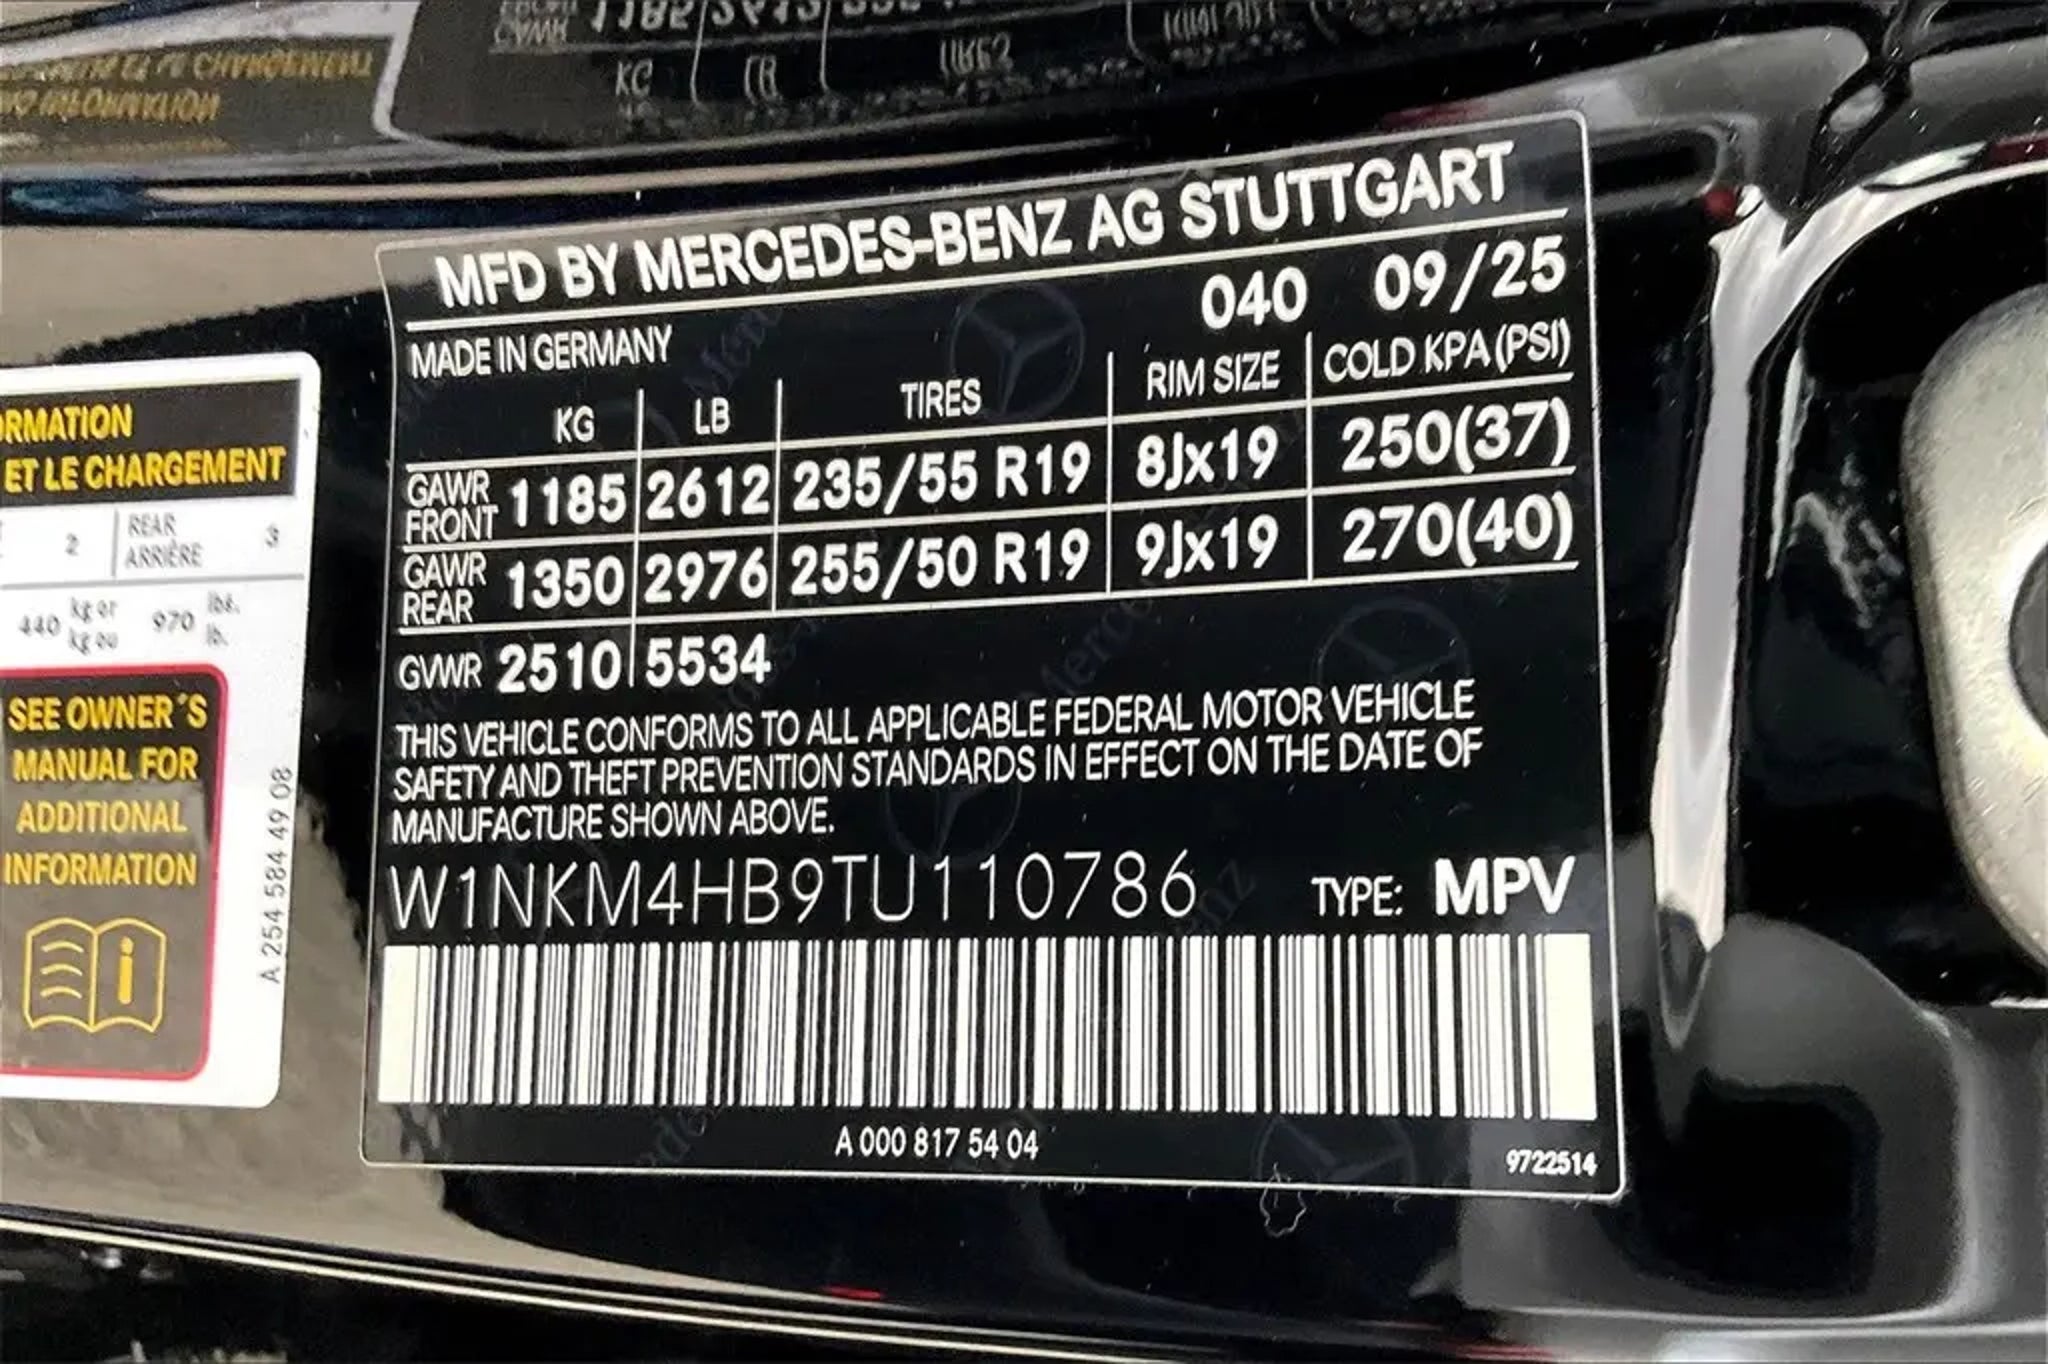 ORMATION
ET LE CHARGEMENT
2 REAR ARRIÈRE 3
440 kg or kg ou 970 lbs. lb.
SEE OWNER´S
MANUAL FOR
ADDITIONAL
INFORMATION
A 254 584 49 08
MFD BY MERCEDES-BENZ AG STUTTGART
040 09/25
MADE IN GERMANY
KG LB TIRES RIM SIZE COLD KPA(PSI)
GAWR FRONT 1185 2612 235/55 R19 8Jx19 250(37)
GAWR REAR 1350 2976 255/50 R19 9Jx19 270(40)
GVWR 2510 5534
THIS VEHICLE CONFORMS TO ALL APPLICABLE FEDERAL MOTOR VEHICLE
SAFETY AND THEFT PREVENTION STANDARDS IN EFFECT ON THE DATE OF
MANUFACTURE SHOWN ABOVE.
W1NKM4HB9TU110786 TYPE: MPV
A 000 817 54 04
9722514